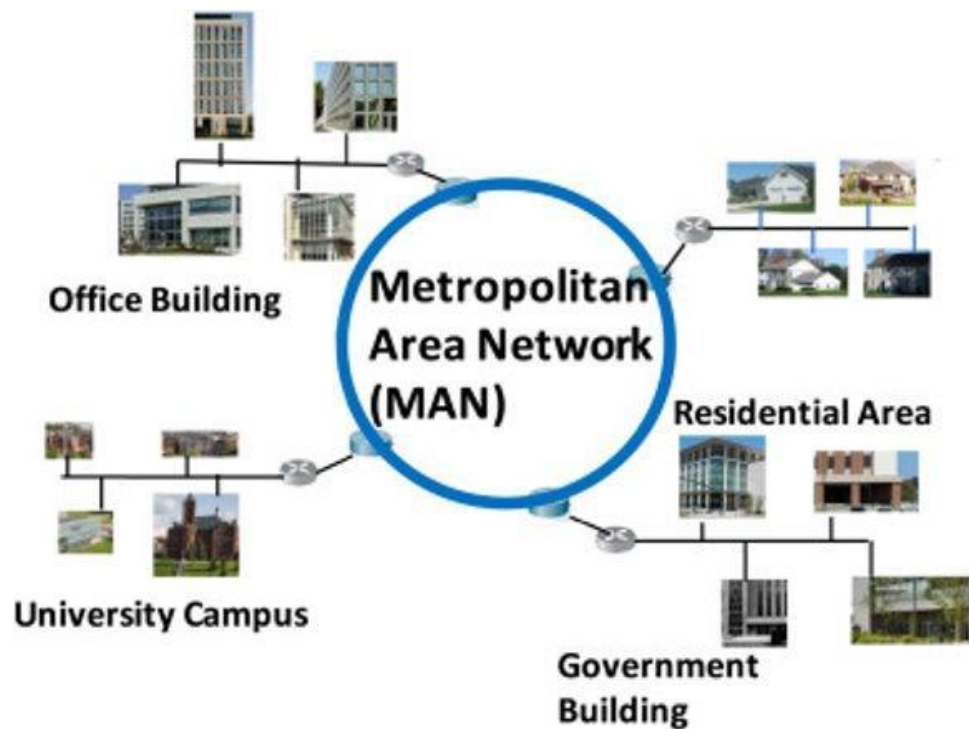 Office Building
Metropolitan
Area Network
(MAN)
Residential Area
University Campus
Government
Building